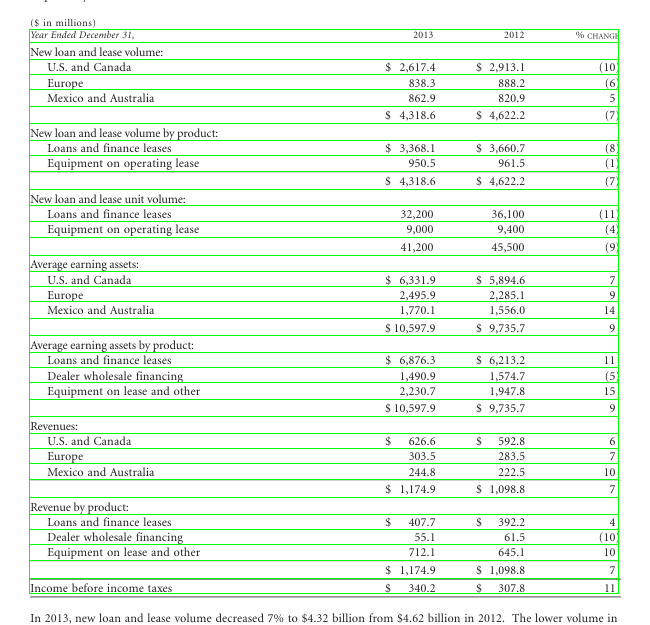 ($ in millions)
Year Ended December 31, 2013 2012 % CHANGE
New loan and lease volume:
U.S. and Canada $ 2,617.4 $ 2,913.1 (10)
Europe 838.3 888.2 (6)
Mexico and Australia 862.9 820.9 5
$ 4,318.6 $ 4,622.2 (7)
New loan and lease volume by product:
Loans and finance leases $ 3,368.1 $ 3,660.7 (8)
Equipment on operating lease 950.5 961.5 (1)
$ 4,318.6 $ 4,622.2 (7)
New loan and lease unit volume:
Loans and finance leases 32,200 36,100 (11)
Equipment on operating lease 9,000 9,400 (4)
41,200 45,500 (9)
Average earning assets:
U.S. and Canada $ 6,331.9 $ 5,894.6 7
Europe 2,495.9 2,285.1 9
Mexico and Australia 1,770.1 1,556.0 14
$ 10,597.9 $ 9,735.7 9
Average earning assets by product:
Loans and finance leases $ 6,876.3 $ 6,213.2 11
Dealer wholesale financing 1,490.9 1,574.7 (5)
Equipment on lease and other 2,230.7 1,947.8 15
$ 10,597.9 $ 9,735.7 9
Revenues:
U.S. and Canada $ 626.6 $ 592.8 6
Europe 303.5 283.5 7
Mexico and Australia 244.8 222.5 10
$ 1,174.9 $ 1,098.8 7
Revenue by product:
Loans and finance leases $ 407.7 $ 392.2 4
Dealer wholesale financing 55.1 61.5 (10)
Equipment on lease and other 712.1 645.1 10
$ 1,174.9 $ 1,098.8 7
Income before income taxes $ 340.2 $ 307.8 11
In 2013, new loan and lease volume decreased 7% to $4.32 billion from $4.62 billion in 2012. The lower volume in